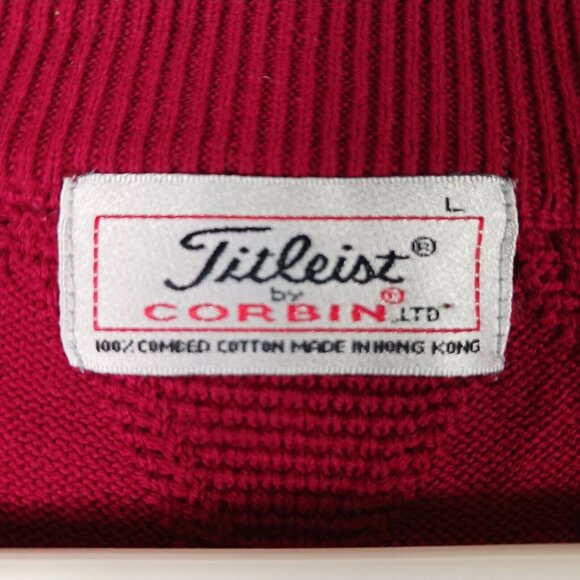 L
Titleist®
by
CORBIN® LTD™
100% COMBED COTTON MADE IN HONG KONG